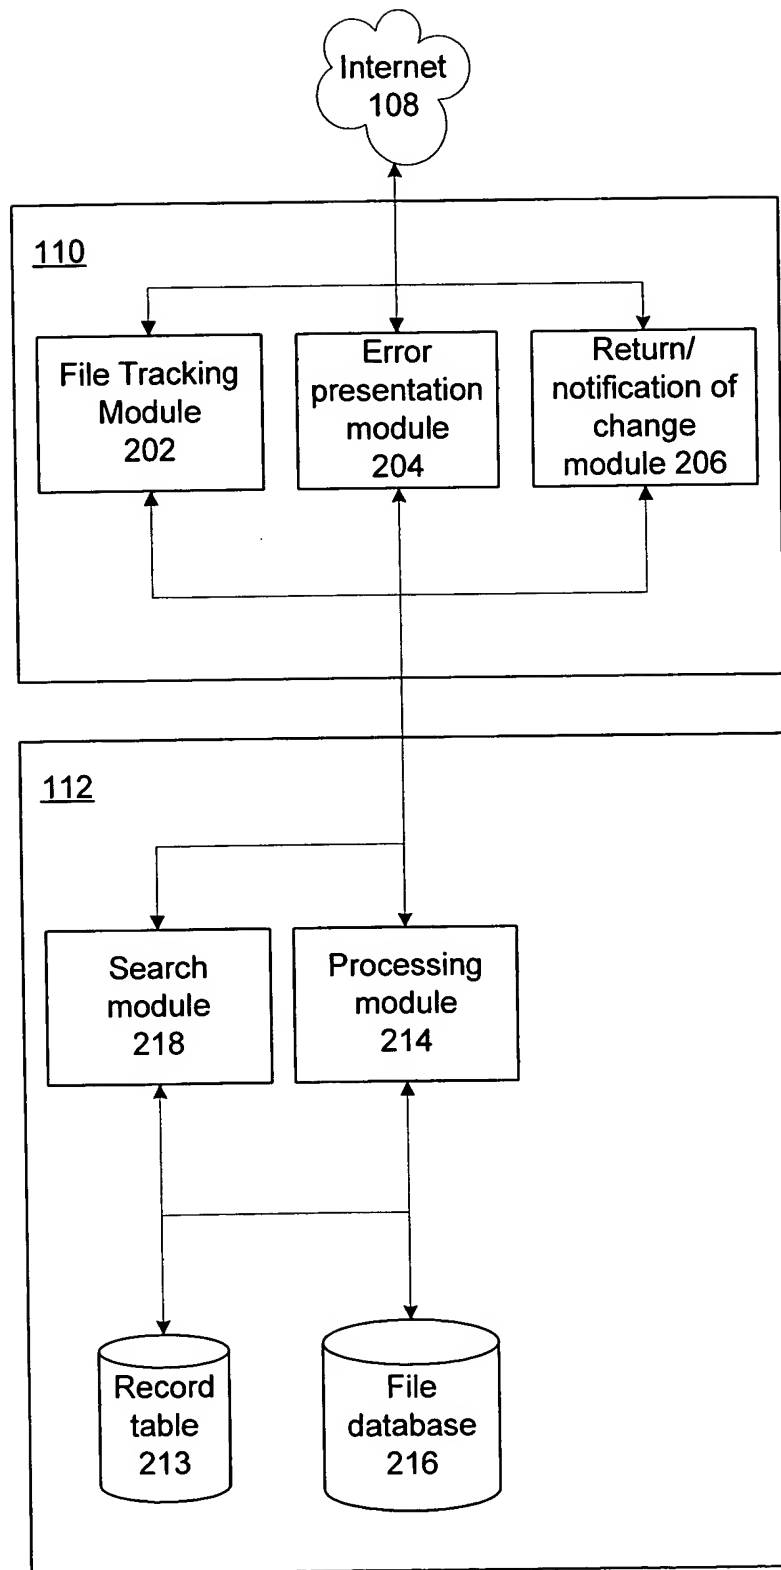 Internet
108
110
File Tracking
Module
202
Error
presentation
module
204
Return/
notification of
change
module 206
112
Search
module
218
Processing
module
214
Record
table
213
File
database
216